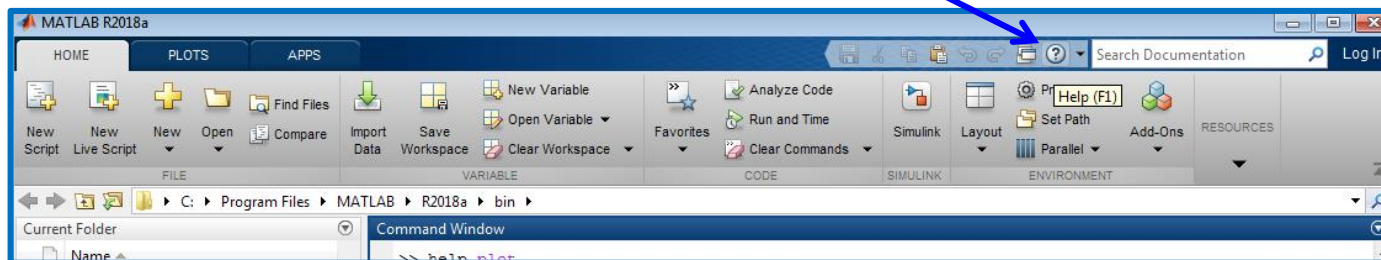 MATLAB R2018a
HOME PLOTS APPS
Search Documentation
Log In
New Script
New Live Script
New
Open
Find Files
Compare
Import Data
Save Workspace
New Variable
Open Variable
Clear Workspace
Favorites
Analyze Code
Run and Time
Clear Commands
Simulink
Layout
Help (F1)
Set Path
Parallel
Add-Ons
RESOURCES
FILE VARIABLE CODE SIMULINK ENVIRONMENT
C: Program Files MATLAB R2018a bin
Current Folder Command Window
Name >> help plot